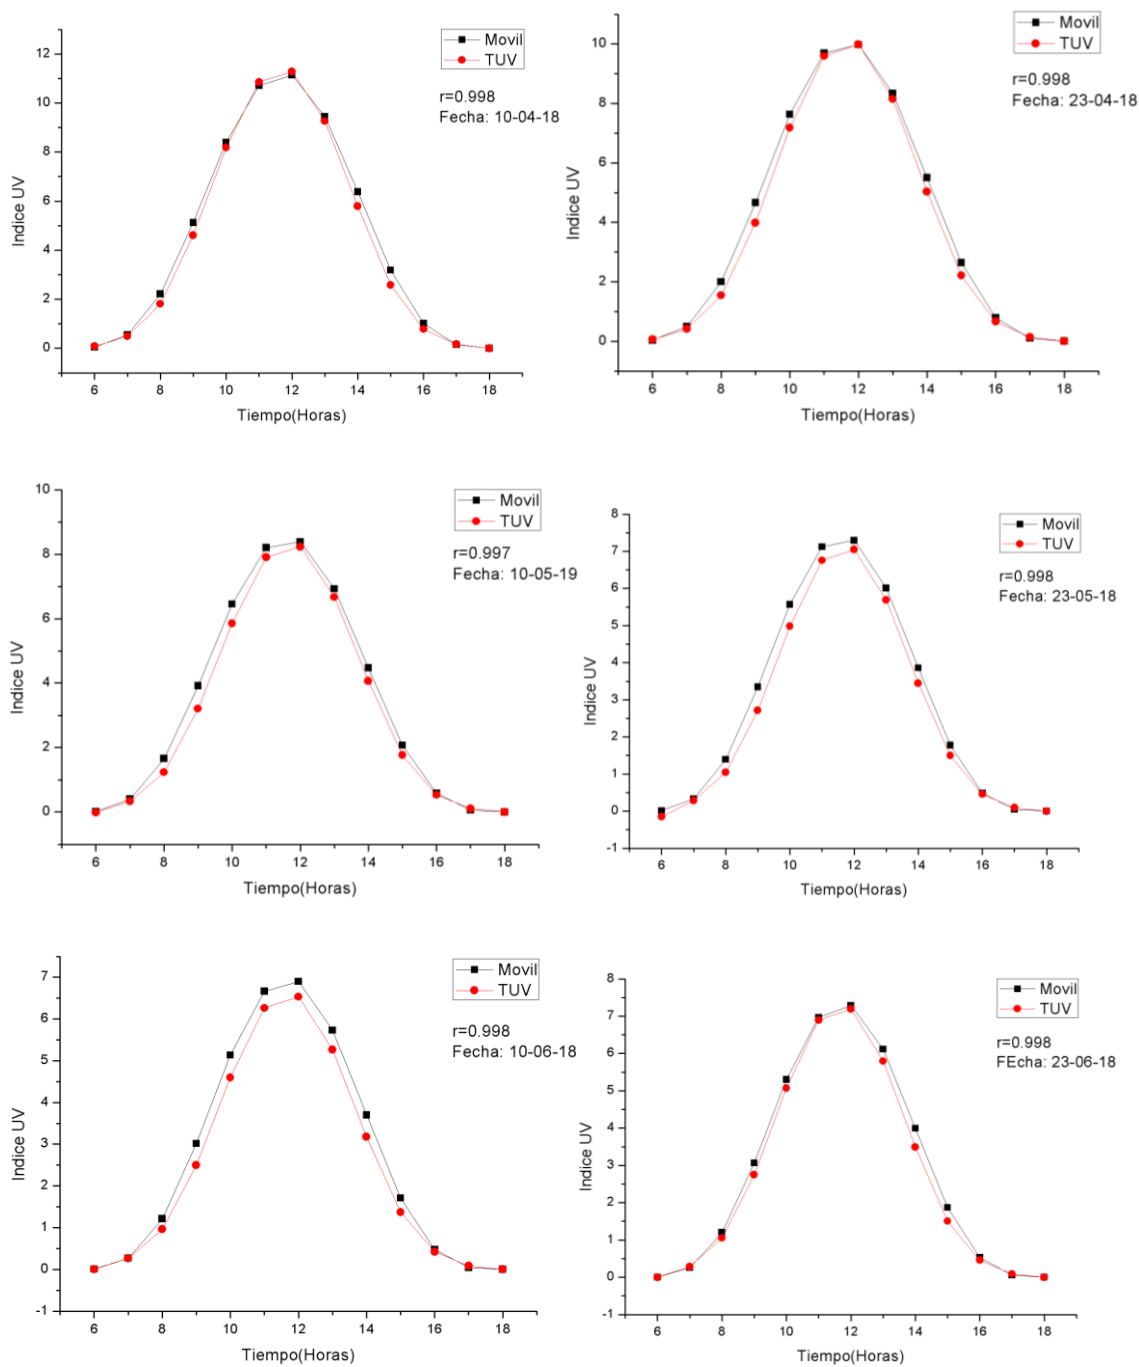 Movil
TUV
r=0.998
Fecha: 10-04-18
12
10
8
6
4
2
0
Indice UV
6 8 10 12 14 16 18
Tiempo(Horas)
Movil
TUV
r=0.998
Fecha: 23-04-18
10
8
6
4
2
0
Indice UV
6 8 10 12 14 16 18
Tiempo(Horas)
Movil
TUV
r=0.997
Fecha: 10-05-19
10
8
6
4
2
0
Indice UV
6 8 10 12 14 16 18
Tiempo(Horas)
Movil
TUV
r=0.998
Fecha: 23-05-18
8
7
6
5
4
3
2
1
0
-1
Indice UV
6 8 10 12 14 16 18
Tiempo(Horas)
Movil
TUV
r=0.998
Fecha: 10-06-18
7
6
5
4
3
2
1
0
-1
Indice UV
6 8 10 12 14 16 18
Tiempo(Horas)
Movil
TUV
r=0.998
FEcha: 23-06-18
8
7
6
5
4
3
2
1
0
-1
Indice UV
6 8 10 12 14 16 18
Tiempo(Horas)